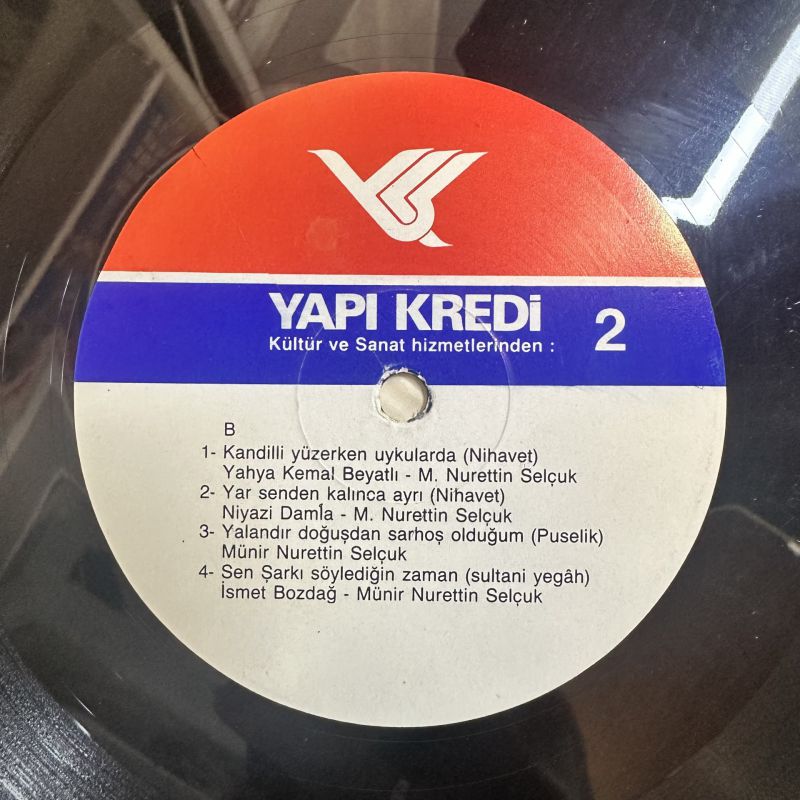 YAPI KREDİ
Kültür ve Sanat hizmetlerinden :
2
B
1- Kandilli yüzerken uykularda (Nihavet)
Yahya Kemal Beyatlı - M. Nurettin Selçuk
2- Yar senden kalınca ayrı (Nihavet)
Niyazi Damla - M. Nurettin Selçuk
3- Yalandır doğuşdan sarhoş olduğum (Puselik)
Münir Nurettin Selçuk
4- Sen Şarkı söylediğin zaman (sultani yegâh)
İsmet Bozdağ - Münir Nurettin Selçuk